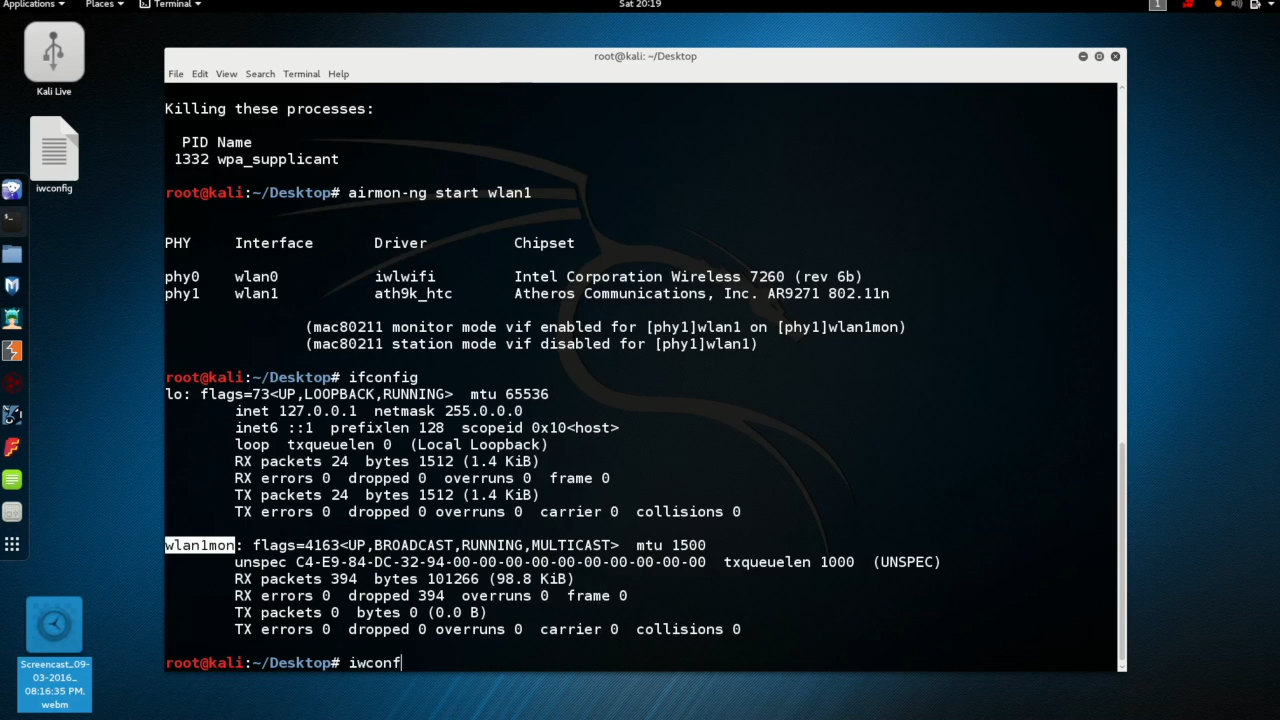 Applications Places Terminal Sat 20:19 1
root@kali: ~/Desktop
File Edit View Search Terminal Help
Kali Live
iwconfig
Screencast_09-
03-2016_
08:16:35 PM.
webm
Killing these processes:
PID Name
1332 wpa_supplicant
root@kali:~/Desktop# airmon-ng start wlan1
PHY Interface Driver Chipset
phy0 wlan0 iwlwifi Intel Corporation Wireless 7260 (rev 6b)
phy1 wlan1 ath9k_htc Atheros Communications, Inc. AR9271 802.11n
(mac80211 monitor mode vif enabled for [phy1]wlan1 on [phy1]wlan1mon)
(mac80211 station mode vif disabled for [phy1]wlan1)
root@kali:~/Desktop# ifconfig
lo: flags=73<UP,LOOPBACK,RUNNING> mtu 65536
inet 127.0.0.1 netmask 255.0.0.0
inet6 ::1 prefixlen 128 scopeid 0x10<host>
loop txqueuelen 0 (Local Loopback)
RX packets 24 bytes 1512 (1.4 KiB)
RX errors 0 dropped 0 overruns 0 frame 0
TX packets 24 bytes 1512 (1.4 KiB)
TX errors 0 dropped 0 overruns 0 carrier 0 collisions 0
wlan1mon: flags=4163<UP,BROADCAST,RUNNING,MULTICAST> mtu 1500
unspec C4-E9-84-DC-32-94-00-00-00-00-00-00-00-00-00-00 txqueuelen 1000 (UNSPEC)
RX packets 394 bytes 101266 (98.8 KiB)
RX errors 0 dropped 394 overruns 0 frame 0
TX packets 0 bytes 0 (0.0 B)
TX errors 0 dropped 0 overruns 0 carrier 0 collisions 0
root@kali:~/Desktop# iwconf